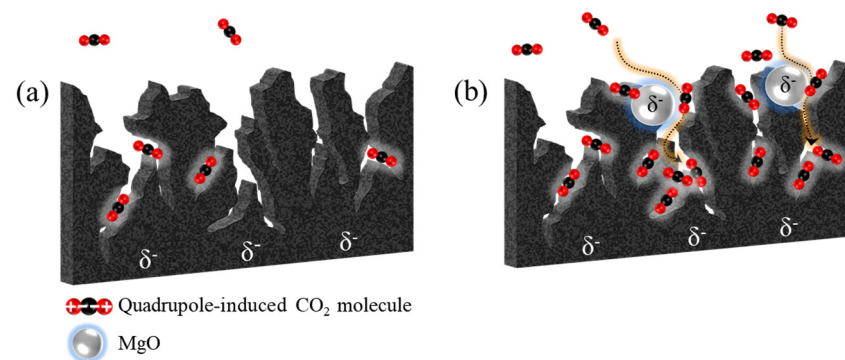 (a)
δ- δ- δ-
(b)
δ- δ-
δ- δ- δ-
Quadrupole-induced CO₂ molecule
MgO